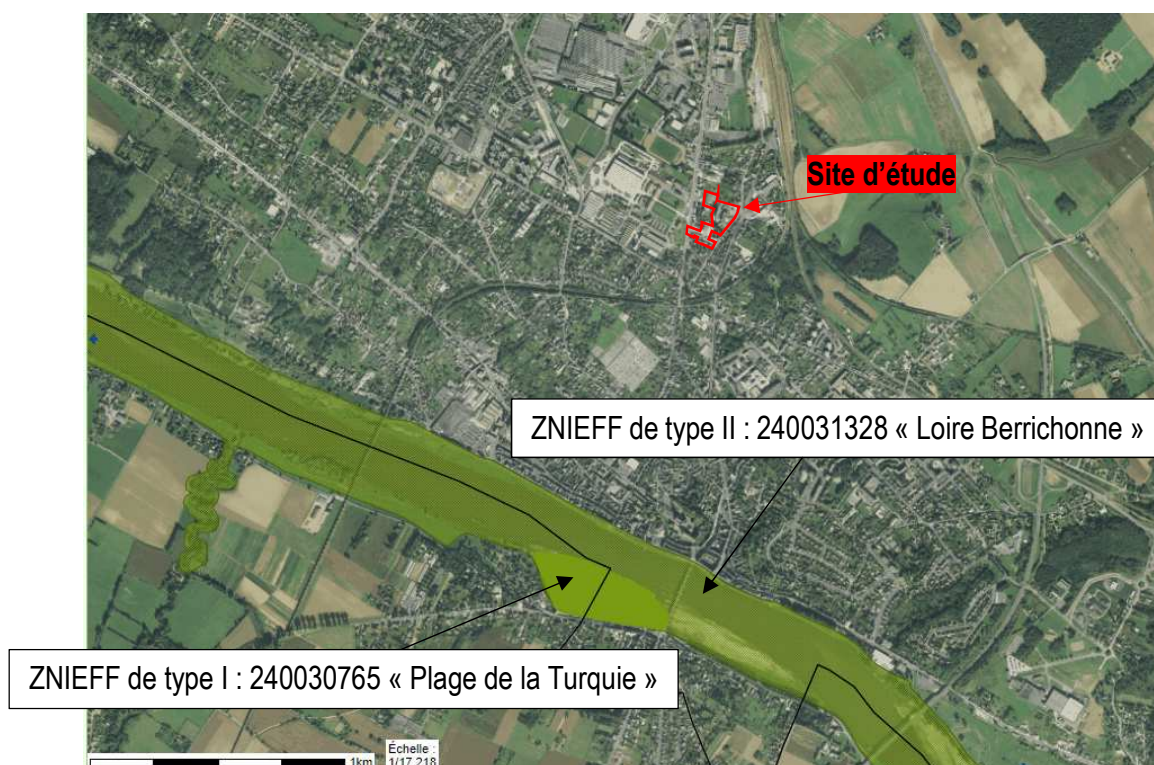 Site d'étude
ZNIEFF de type II : 240031328 « Loire Berrichonne »
ZNIEFF de type I : 240030765 « Plage de la Turquie »
1km
Échelle :
1/17 218